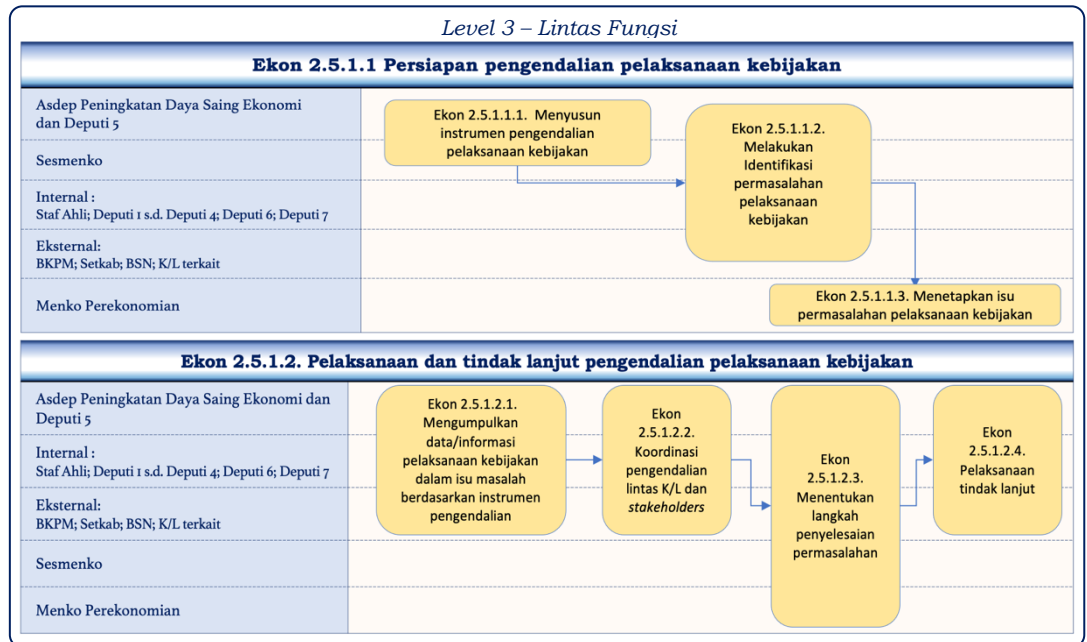 Level 3 – Lintas Fungsi
Ekon 2.5.1.1 Persiapan pengendalian pelaksanaan kebijakan
Asdep Peningkatan Daya Saing Ekonomi
dan Deputi 5
Sesmenko
Internal :
Staf Ahli; Deputi 1 s.d. Deputi 4; Deputi 6; Deputi 7
Eksternal:
BKPM; Setkab; BSN; K/L terkait
Menko Perekonomian
Ekon 2.5.1.1.1. Menyusun
instrumen pengendalian
pelaksanaan kebijakan
Ekon 2.5.1.1.2.
Melakukan
Identifikasi
permasalahan
pelaksanaan
kebijakan
Ekon 2.5.1.1.3. Menetapkan isu
permasalahan pelaksanaan kebijakan
Ekon 2.5.1.2. Pelaksanaan dan tindak lanjut pengendalian pelaksanaan kebijakan
Asdep Peningkatan Daya Saing Ekonomi dan
Deputi 5
Internal :
Staf Ahli; Deputi 1 s.d. Deputi 4; Deputi 6; Deputi 7
Eksternal:
BKPM; Setkab; BSN; K/L terkait
Sesmenko
Menko Perekonomian
Ekon 2.5.1.2.1.
Mengumpulkan
data/informasi
pelaksanaan kebijakan
dalam isu masalah
berdasarkan instrumen
pengendalian
Ekon
2.5.1.2.2.
Koordinasi
pengendalian
lintas K/L dan
stakeholders
Ekon
2.5.1.2.3.
Menentukan
langkah
penyelesaian
permasalahan
Ekon
2.5.1.2.4.
Pelaksanaan
tindak lanjut